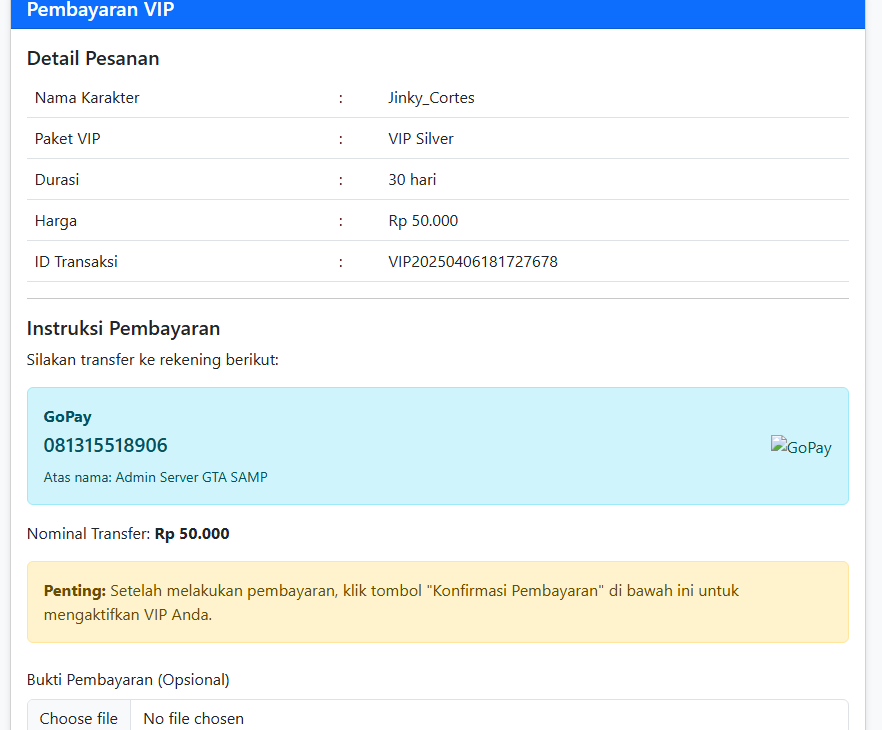 Pembayaran VIP
Detail Pesanan
Nama Karakter : Jinky_Cortes
Paket VIP : VIP Silver
Durasi : 30 hari
Harga : Rp 50.000
ID Transaksi : VIP20250406181727678
Instruksi Pembayaran
Silakan transfer ke rekening berikut:
GoPay
081315518906
GoPay
Atas nama: Admin Server GTA SAMP
Nominal Transfer: Rp 50.000
Penting: Setelah melakukan pembayaran, klik tombol "Konfirmasi Pembayaran" di bawah ini untuk
mengaktifkan VIP Anda.
Bukti Pembayaran (Opsional)
Choose file No file chosen